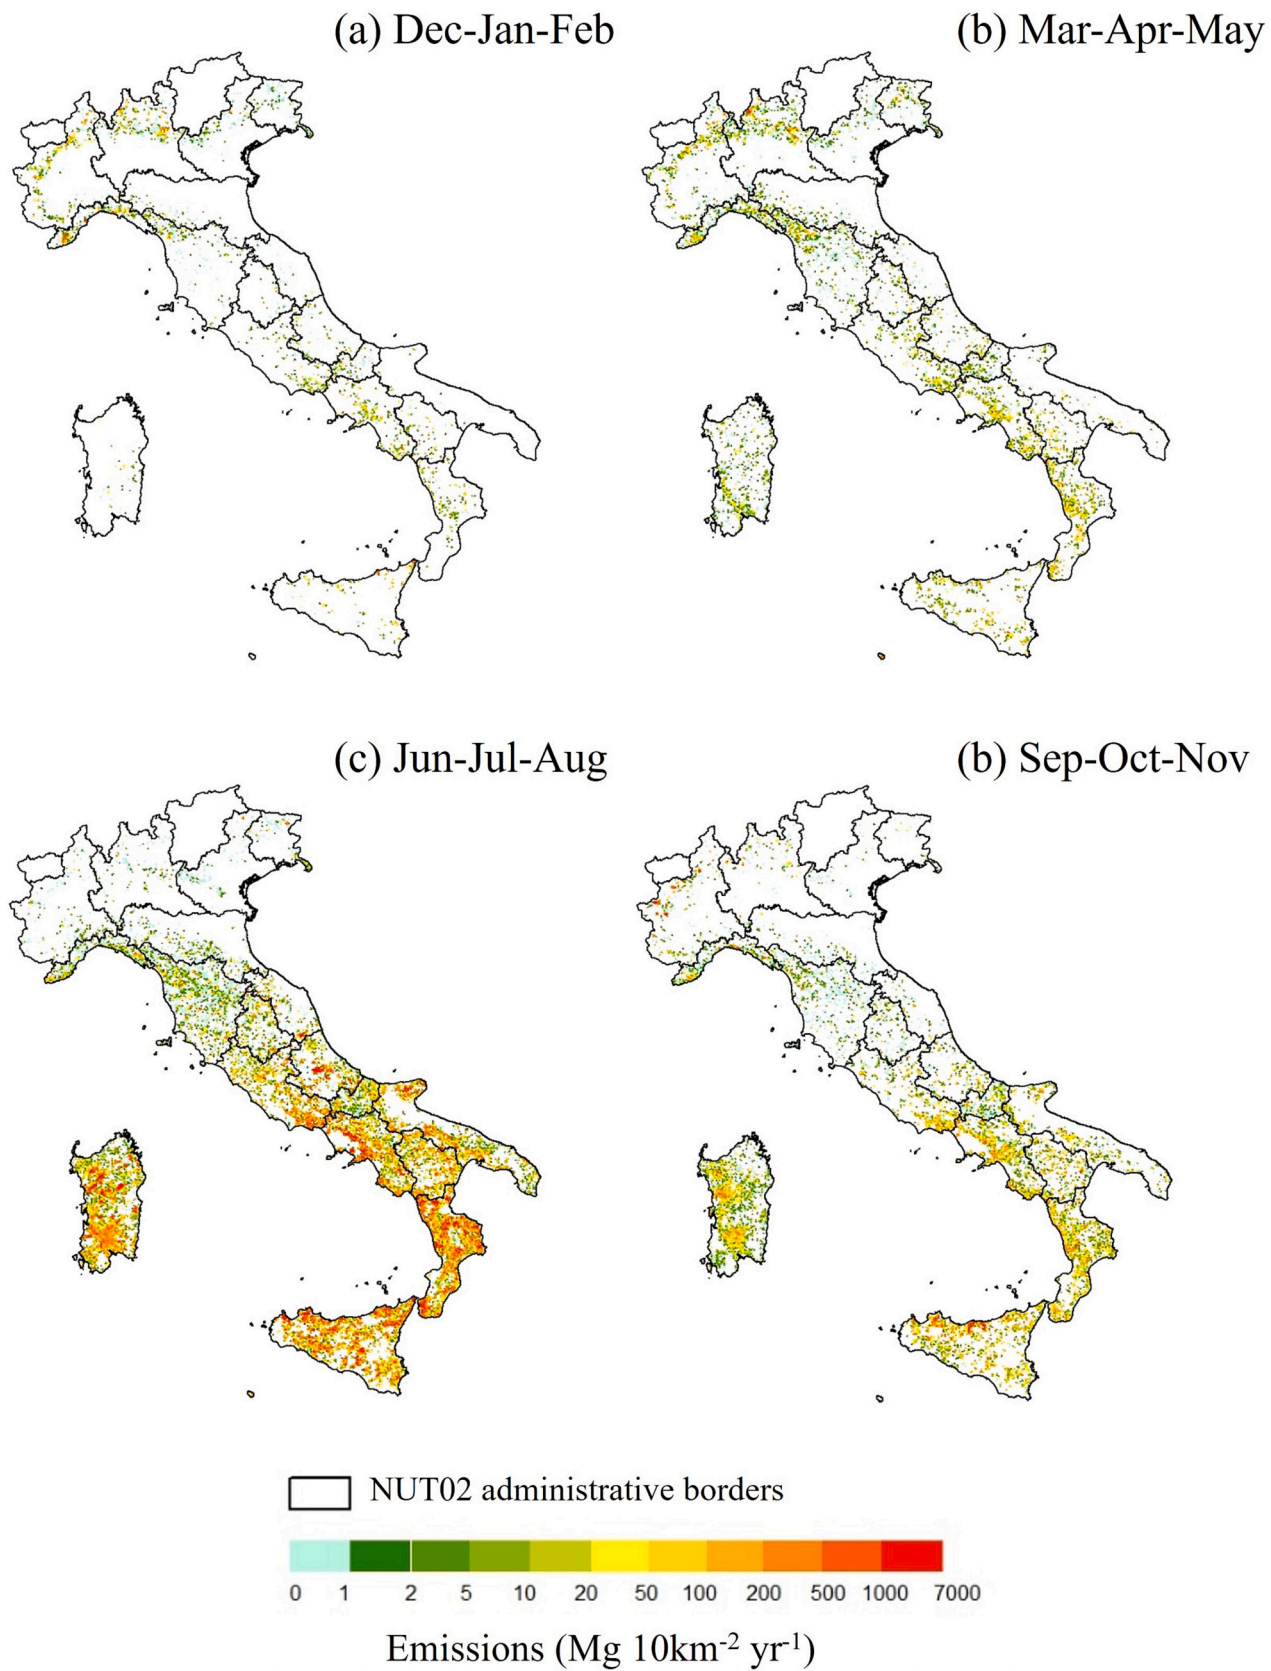 (a) Dec-Jan-Feb
(b) Mar-Apr-May
(c) Jun-Jul-Aug
(b) Sep-Oct-Nov
NUT02 administrative borders
0 1 2 5 10 20 50 100 200 500 1000 7000
Emissions (Mg 10km⁻² yr⁻¹)